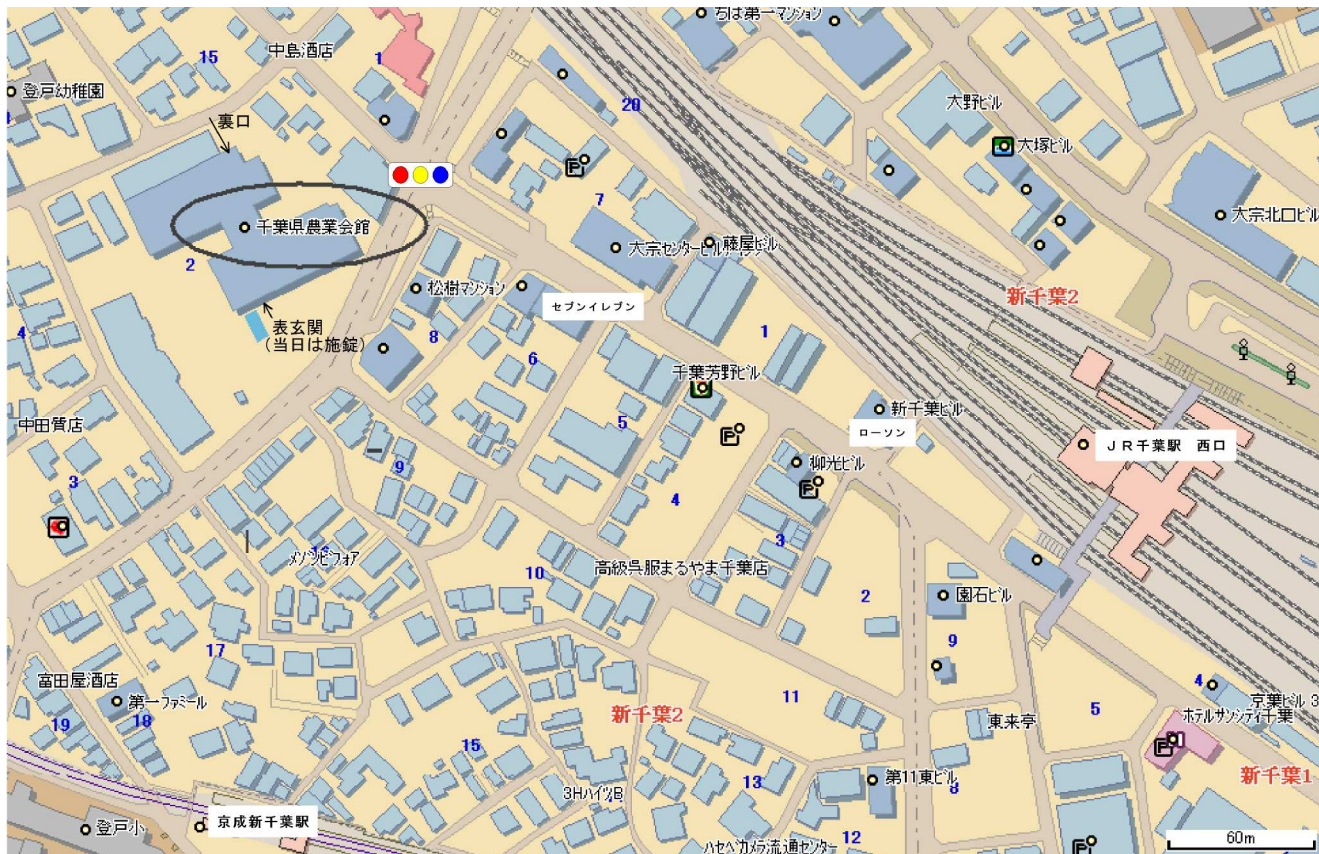 ちは第一マンション
15
中島酒店
1
登戸幼稚園
裏口
20
大野ビル
大塚ビル
7
大宗北口ビル
千葉県農業会館
大宗センタービル
藤屋ビル
2
松樹マンション
セブンイレブン
新千葉2
表玄関
(当日は施錠)
4
8
6
1
千葉芳野ビル
中田質店
5
新千葉ビル
ローソン
JR千葉駅 西口
9
柳光ビル
3
4
3
メゾンビフォア
10
高級呉服まるやま千葉店
2
園石ビル
9
17
富田屋酒店
第一ファミール
19
18
新千葉2
11
東来亭
5
4
京葉ビル3
ホテルサンシティ千葉
15
13
第11東ビル
8
新千葉1
3HハイツB
京成新千葉駅
登戸小
ハセベカメラ流通センター
12
60m